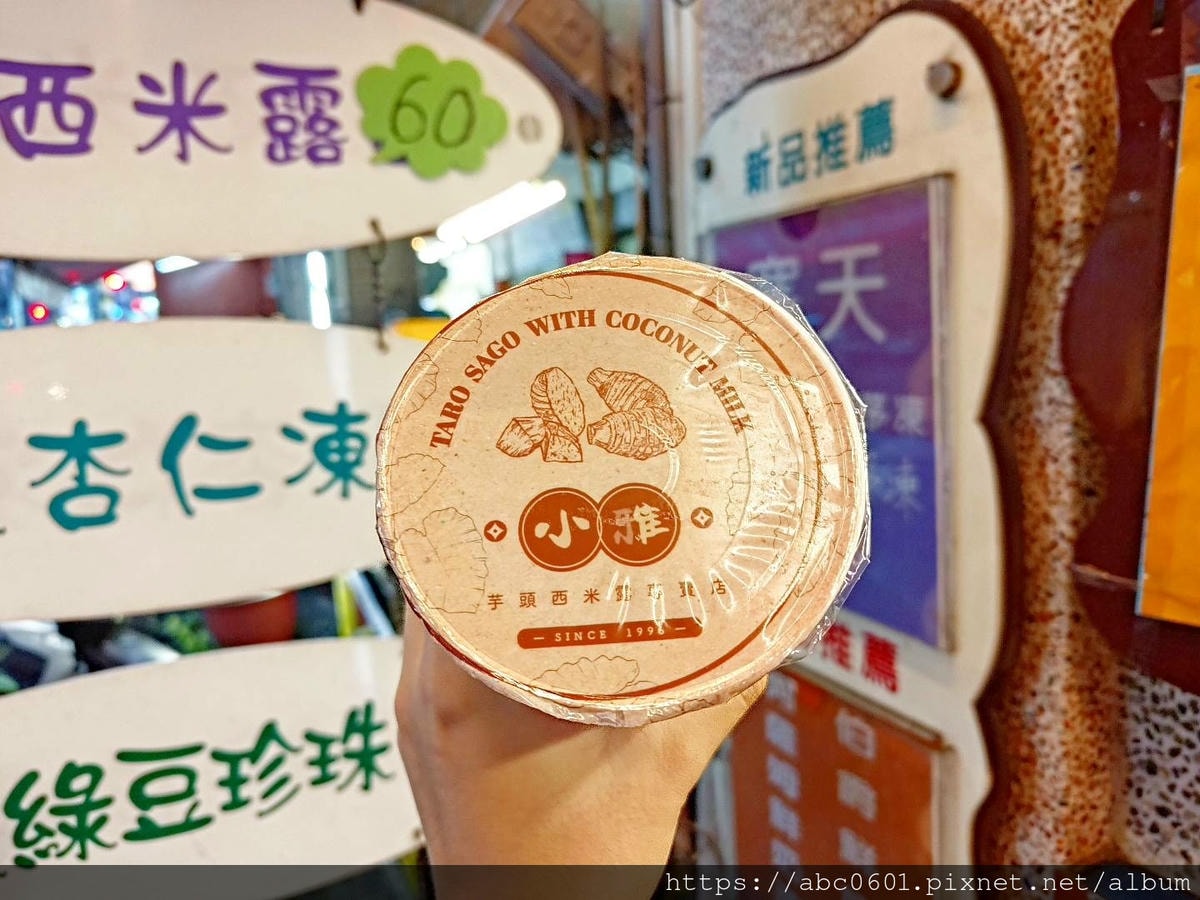 西米露 60
杏仁凍
綠豆珍珠
新品推薦
寒天
推薦
TARO SAGO WITH COCONUT MILK
小雅
芋頭西米露專賣店
SINCE 1996
https://abc0601.pixnet.net/album